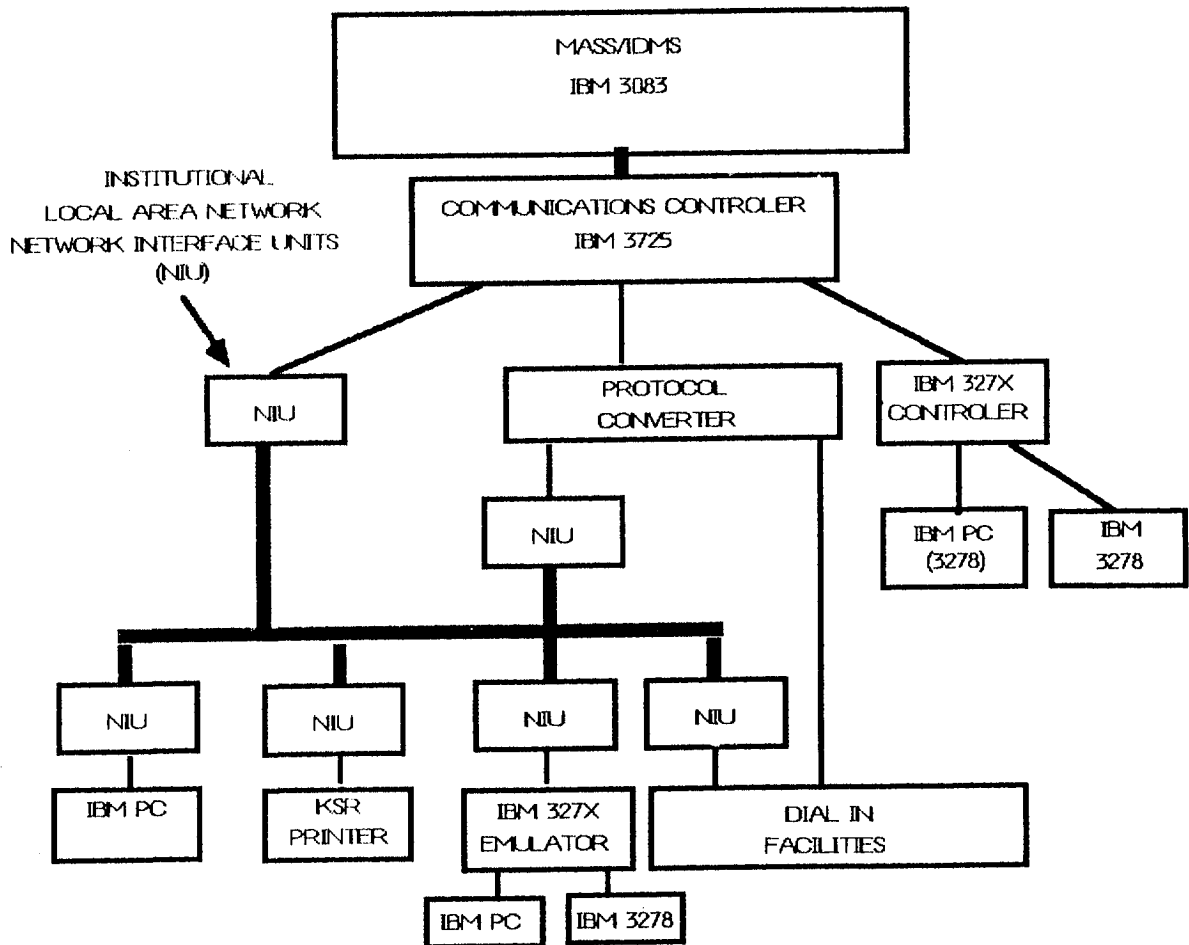 MASS/IDMS
IBM 3083
INSTITUTIONAL
LOCAL AREA NETWORK
NETWORK INTERFACE UNITS
(NIU)
COMMUNICATIONS CONTROLER
IBM 3725
NIU
PROTOCOL
CONVERTER
IBM 327X
CONTROLER
NIU
IBM PC
(3278)
IBM
3278
NIU
NIU
NIU
NIU
IBM PC
KSR
PRINTER
IBM 327X
EMULATOR
DIAL IN
FACILITIES
IBM PC
IBM 3278